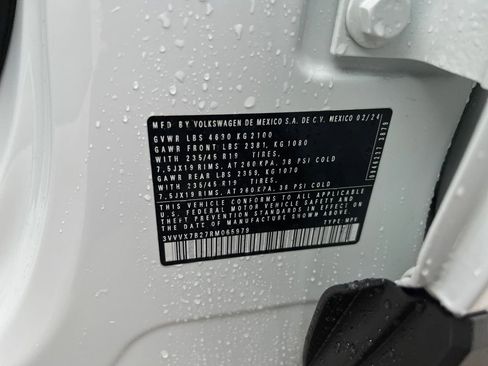 MFD BY VOLKSWAGEN DE MEXICO S.A. DE C.V. MEXICO 02/24
GVWR LBS 4630 KG 2100
GAWR FRONT LBS 2381, KG 1080
WITH 235/45 R19 TIRES.
7,5JX19 RIMS, AT 260 KPA, 38 PSI COLD
GAWR REAR LBS 2359, KG 1070
WITH 235/45 R19 TIRES.
7,5JX19 RIMS, AT 260 KPA, 38 PSI COLD
THIS VEHICLE CONFORMS TO ALL APPLICABLE
U.S. FEDERAL MOTOR VEHICLE SAFETY AND
THEFT PREVENTION STANDARDS IN EFFECT ON
THE DATE OF MANUFACTURE SHOWN ABOVE.
3VVVX7B27RM065979 TYPE: MPV